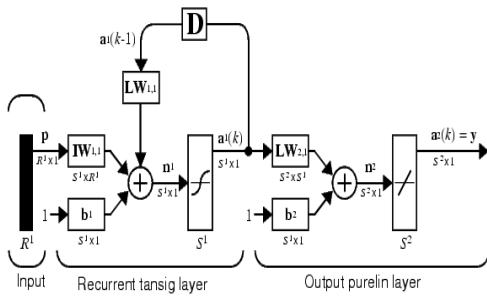 D
a¹(k-1)
LW1,1
p
R¹x1
IW1,1
S¹xR¹
n¹
S¹x1
a¹(k)
S¹x1
LW2,1
S²xS¹
n²
S²x1
a²(k) = y
S²x1
1
b¹
S¹x1
1
b²
S¹x1
R¹
S¹
S²
Input
Recurrent tansig layer
Output purelin layer